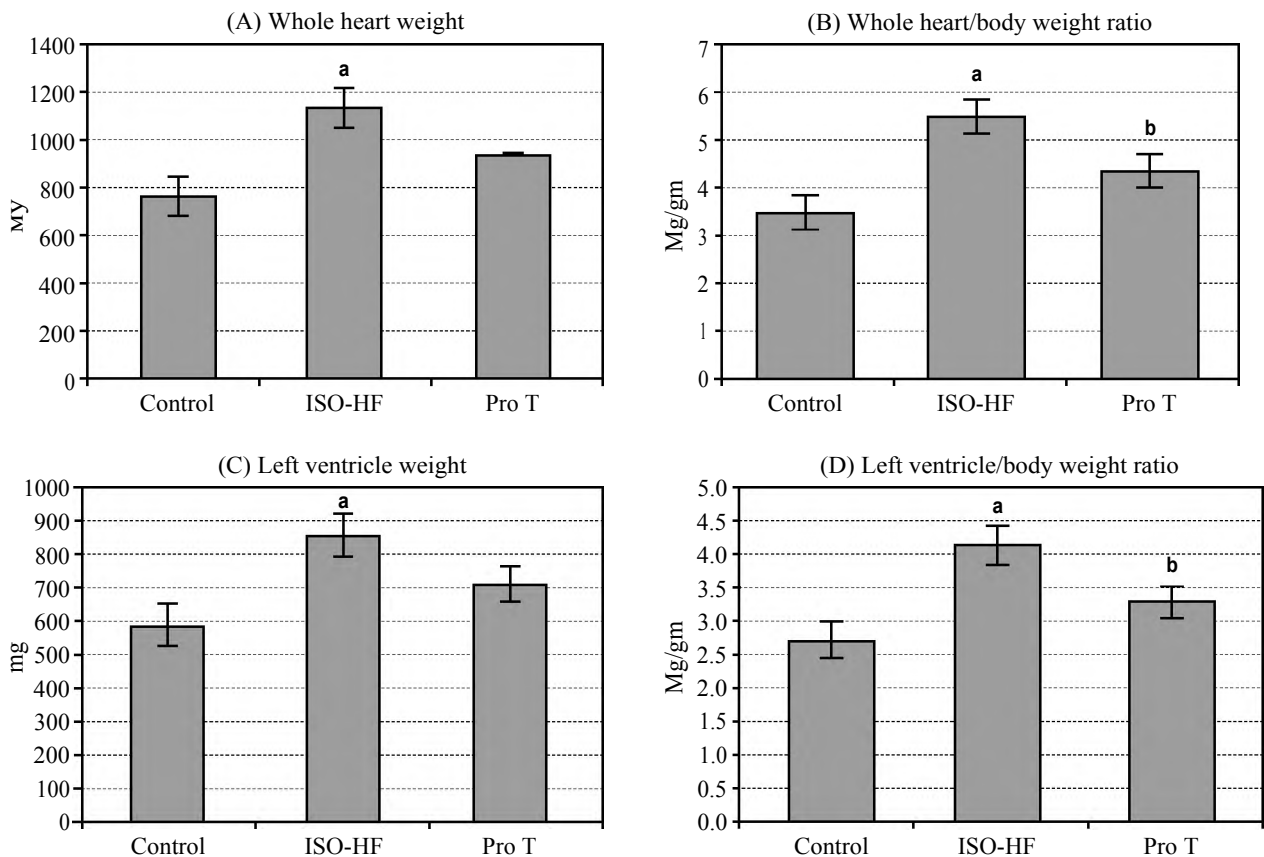 (A) Whole heart weight
1400
1200
1000
800
600
400
200
0
My
a
Control
ISO-HF
Pro T
(B) Whole heart/body weight ratio
7
6
5
4
3
2
1
0
Mg/gm
a
b
Control
ISO-HF
Pro T
(C) Left ventricle weight
1000
900
800
700
600
500
400
300
200
100
0
mg
a
Control
ISO-HF
Pro T
(D) Left ventricle/body weight ratio
5.0
4.5
4.0
3.5
3.0
2.5
2.0
1.5
1.0
0.5
0.0
Mg/gm
a
b
Control
ISO-HF
Pro T